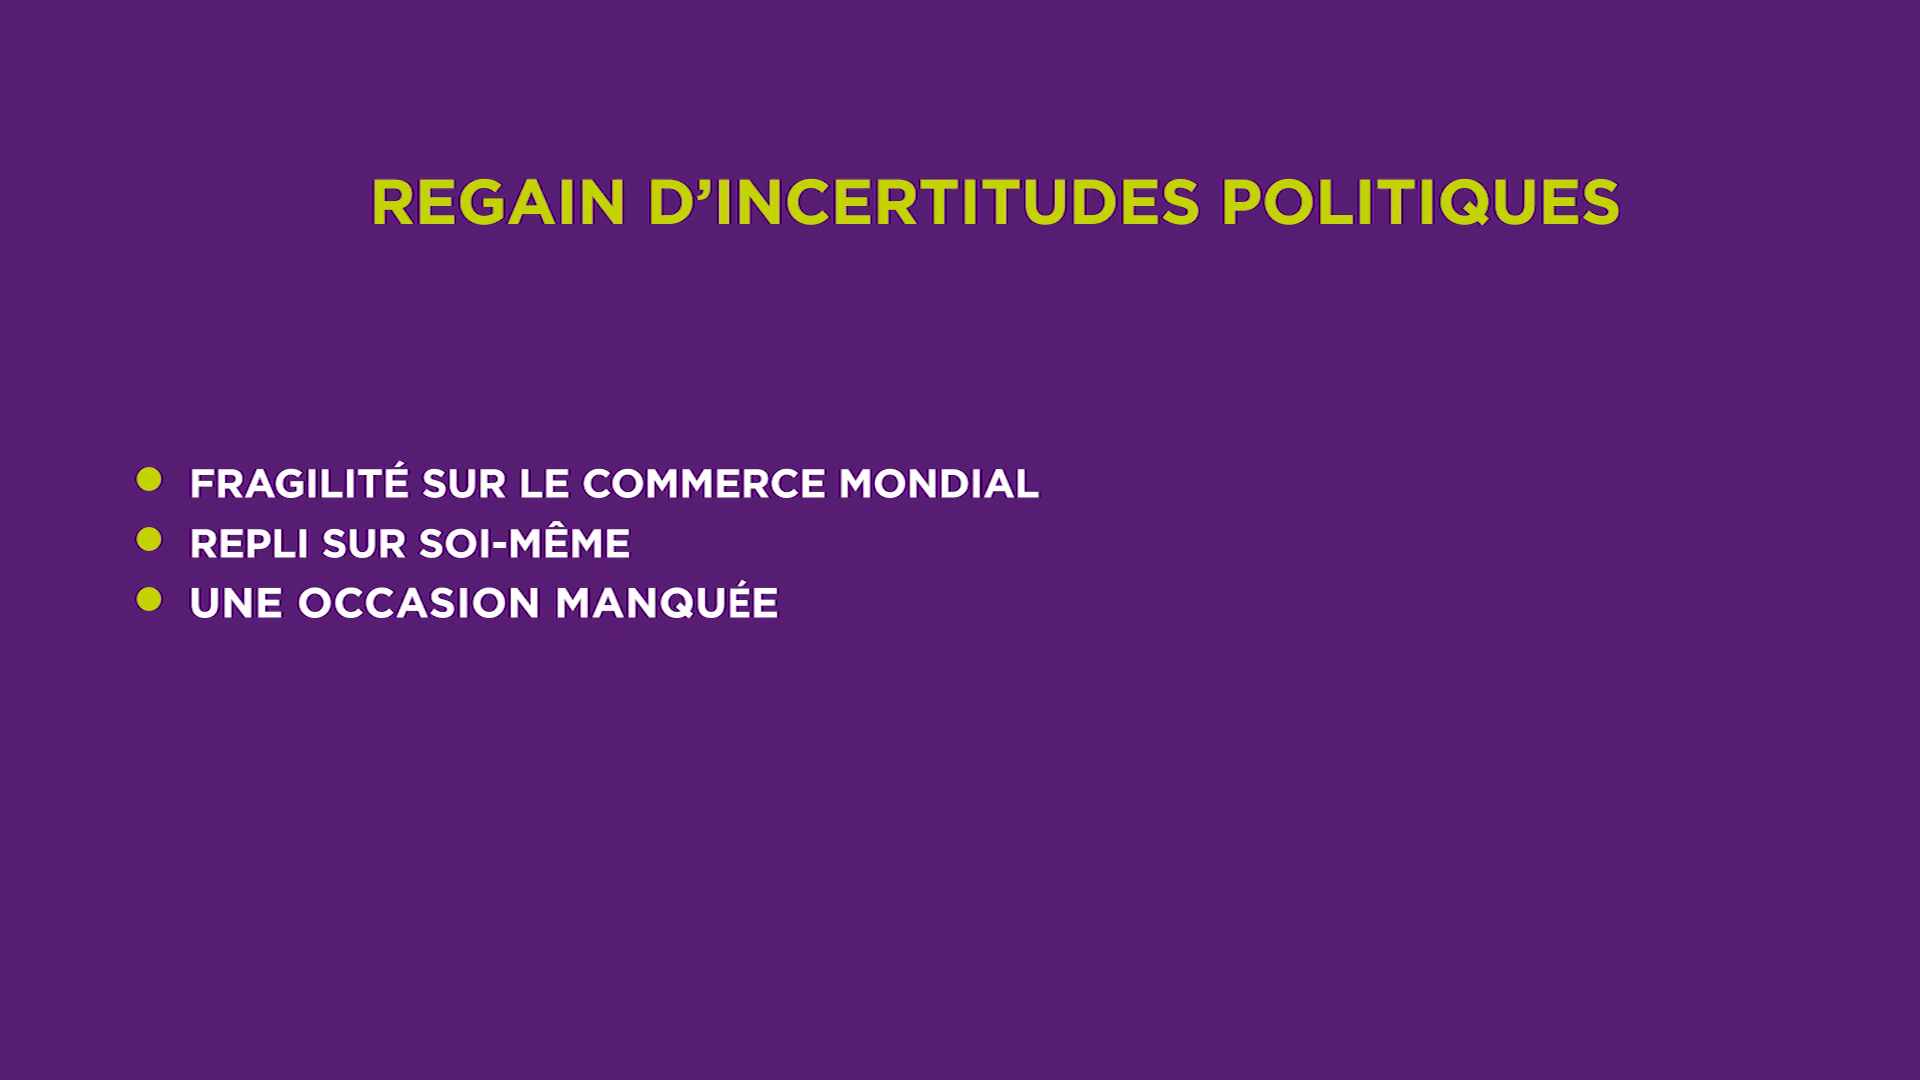 REGAIN D’INCERTITUDES POLITIQUES
FRAGILITÉ SUR LE COMMERCE MONDIAL
REPLI SUR SOI-MÊME
UNE OCCASION MANQUÉE